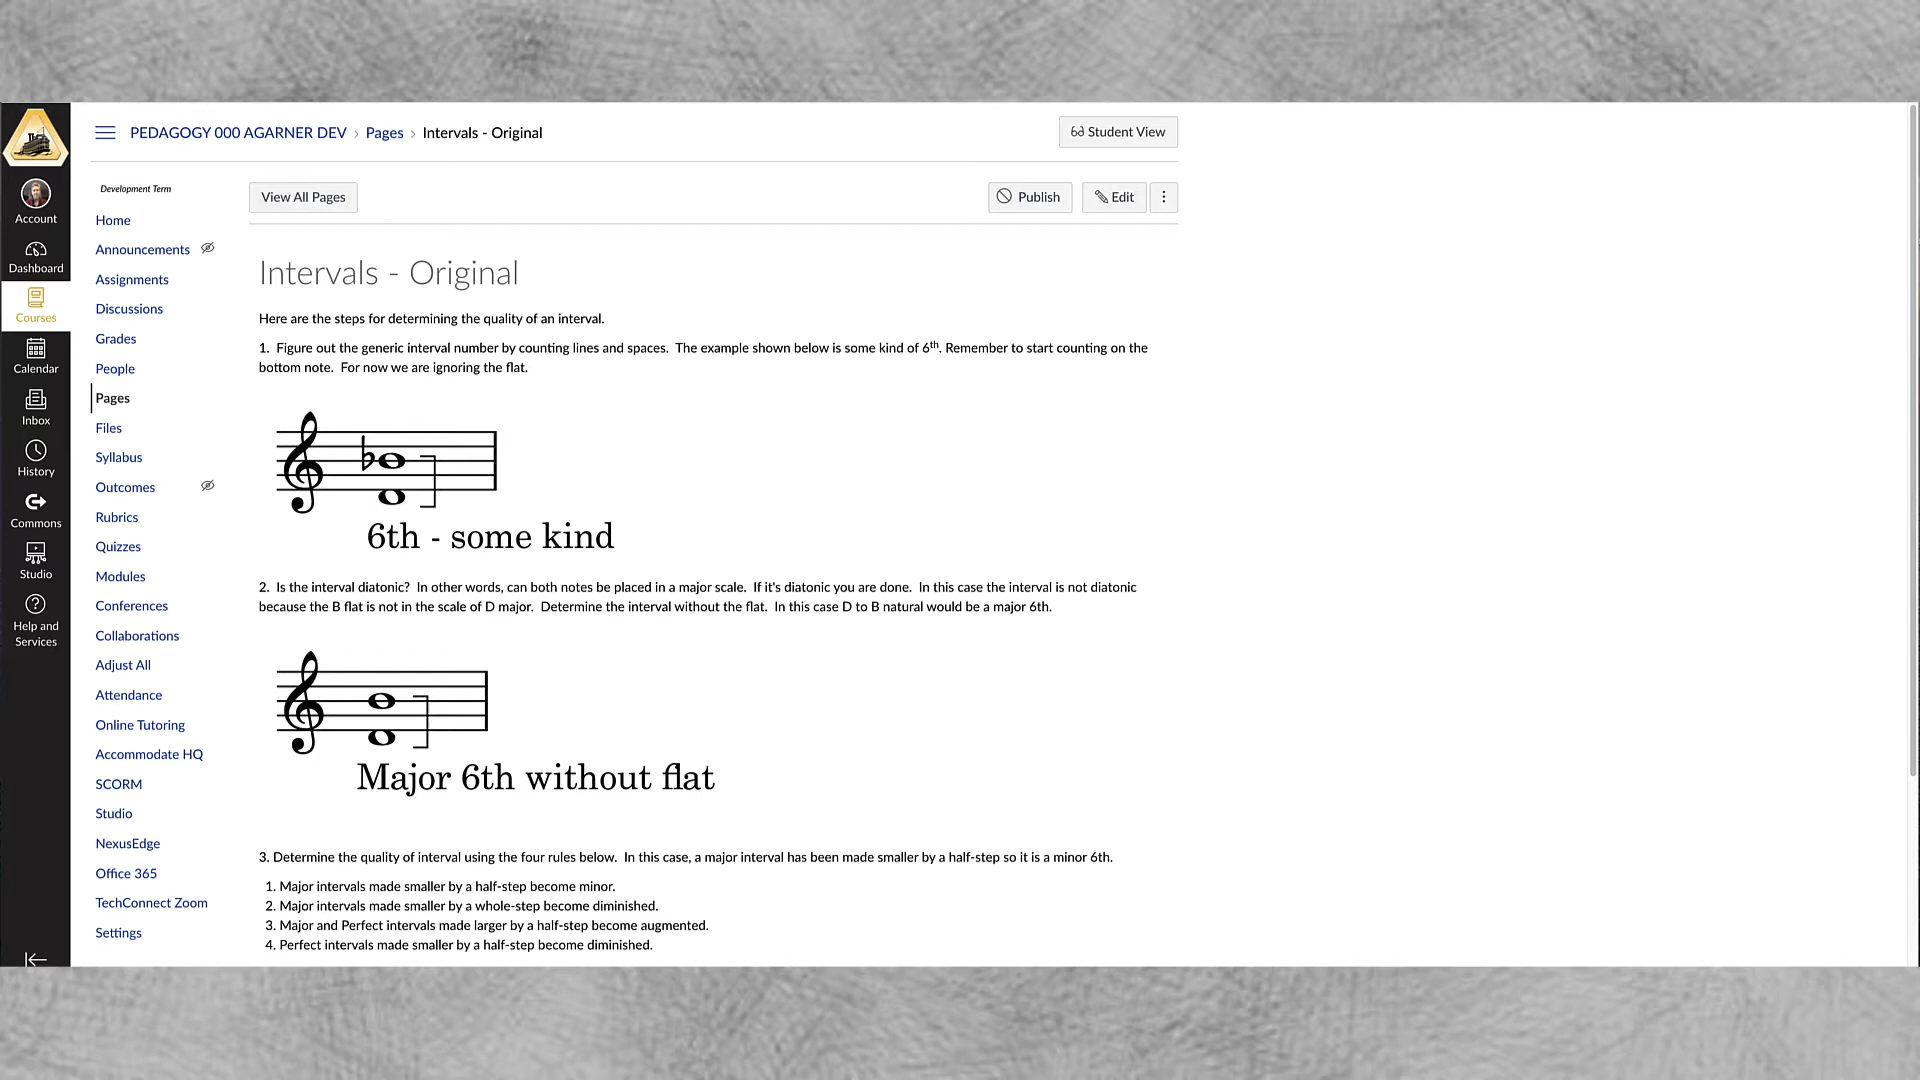 PEDAGOGY 000 AGARNER DEV › Pages › Intervals - Original
Student View
Account
Dashboard
Courses
Calendar
Inbox
History
Commons
Studio
Help and
Services
Development Term
Home
Announcements
Assignments
Discussions
Grades
People
Pages
Files
Syllabus
Outcomes
Rubrics
Quizzes
Modules
Conferences
Collaborations
Adjust All
Attendance
Online Tutoring
Accommodate HQ
SCORM
Studio
NexusEdge
Office 365
TechConnect Zoom
Settings
View All Pages
Publish
Edit
Intervals - Original
Here are the steps for determining the quality of an interval.
1. Figure out the generic interval number by counting lines and spaces. The example shown below is some kind of 6th. Remember to start counting on the
bottom note. For now we are ignoring the flat.
6th - some kind
2. Is the interval diatonic? In other words, can both notes be placed in a major scale. If it's diatonic you are done. In this case the interval is not diatonic
because the B flat is not in the scale of D major. Determine the interval without the flat. In this case D to B natural would be a major 6th.
Major 6th without flat
3. Determine the quality of interval using the four rules below. In this case, a major interval has been made smaller by a half-step so it is a minor 6th.
1. Major intervals made smaller by a half-step become minor.
2. Major intervals made smaller by a whole-step become diminished.
3. Major and Perfect intervals made larger by a half-step become augmented.
4. Perfect intervals made smaller by a half-step become diminished.